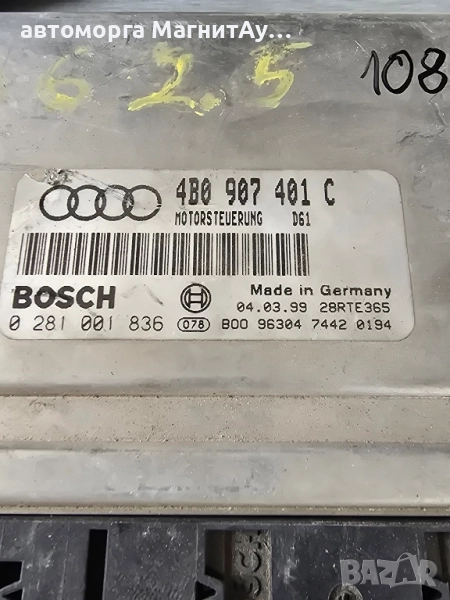 автоморга МагнитАу...
6 2.5
108
4B0 907 401 C
MOTORSTEUERUNG D61
BOSCH
Made in Germany
04.03.99 28RTE365
0 281 001 836 078 B00 96304 7442 0194
BAZAR